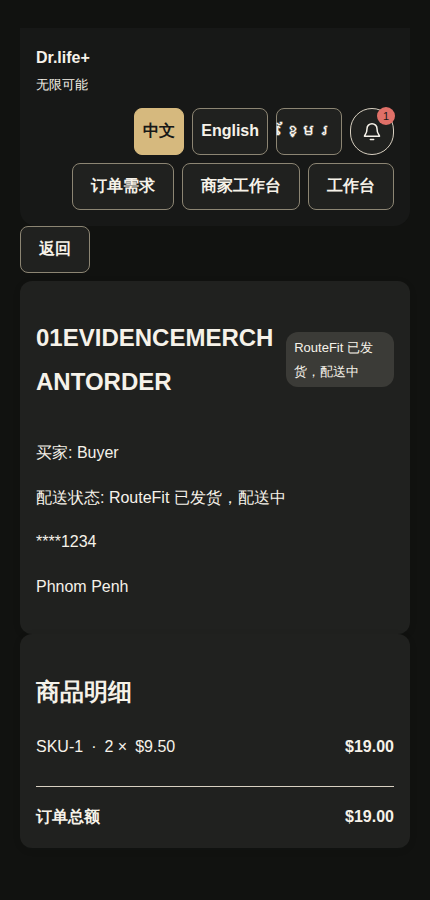 Dr.life+
无限可能
中文 English ខ្មែរ 1
订单需求 商家工作台 工作台
返回
01EVIDENCEMERCH
ANTORDER
RouteFit 已发
货，配送中
买家: Buyer
配送状态: RouteFit 已发货，配送中
****1234
Phnom Penh
商品明细
SKU-1 · 2 × $9.50 $19.00
订单总额 $19.00